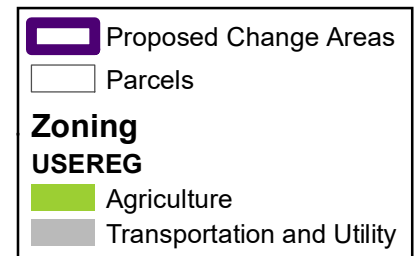 Proposed Change Areas
Parcels
Zoning
USEREG
Agriculture
Transportation and Utility